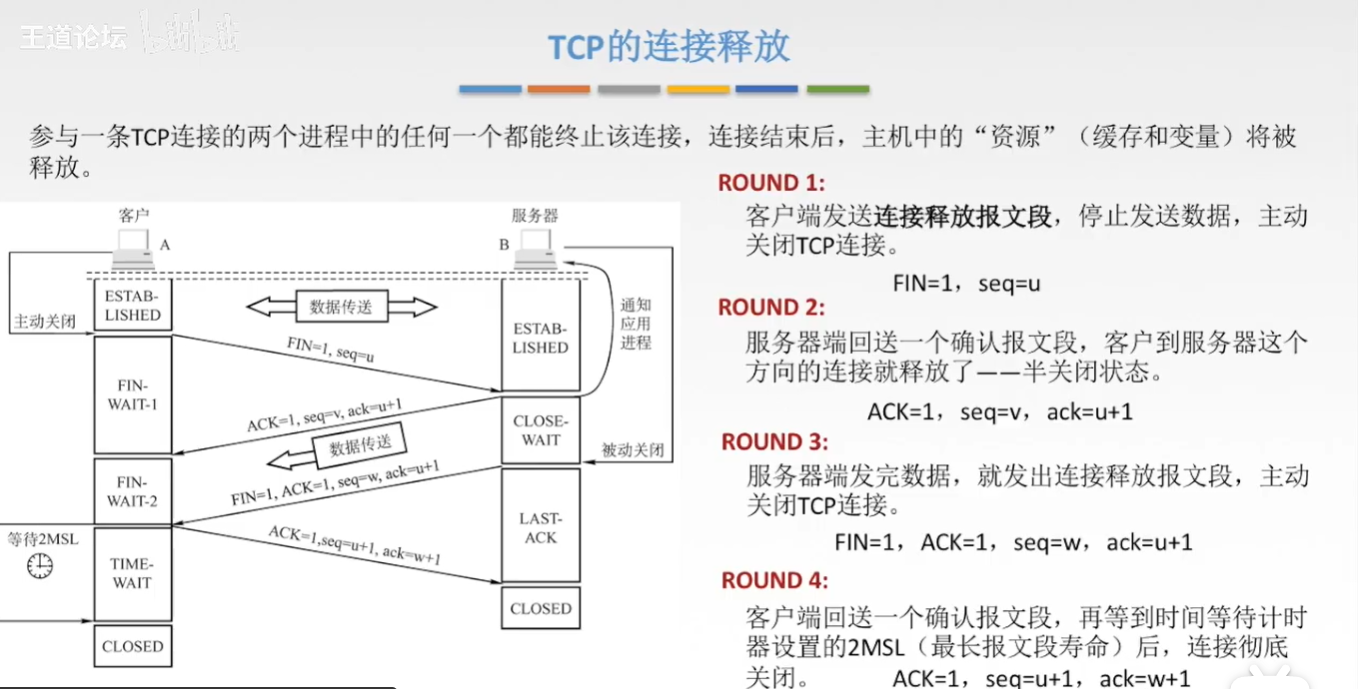 王道论坛 bilibili
TCP的连接释放
参与一条TCP连接的两个进程中的任何一个都能终止该连接，连接结束后，主机中的“资源”（缓存和变量）将被
释放。
客户
A
服务器
B
主动关闭
ESTAB-
LISHED
数据传送
ESTAB-
LISHED
通知
应用
进程
FIN=1, seq=u
FIN-
WAIT-1
ACK=1, seq=v, ack=u+1
CLOSE-
WAIT
数据传送
被动关闭
FIN-
WAIT-2
FIN=1, ACK=1, seq=w, ack=u+1
等待2MSL
ACK=1,seq=u+1, ack=w+1
LAST-
ACK
TIME-
WAIT
CLOSED
CLOSED
ROUND 1:
客户端发送连接释放报文段，停止发送数据，主动
关闭TCP连接。
FIN=1，seq=u
ROUND 2:
服务器端回送一个确认报文段，客户到服务器这个
方向的连接就释放了——半关闭状态。
ACK=1，seq=v，ack=u+1
ROUND 3:
服务器端发完数据，就发出连接释放报文段，主动
关闭TCP连接。
FIN=1，ACK=1，seq=w，ack=u+1
ROUND 4:
客户端回送一个确认报文段，再等到时间等待计时
器设置的2MSL（最长报文段寿命）后，连接彻底
关闭。 ACK=1，seq=u+1，ack=w+1